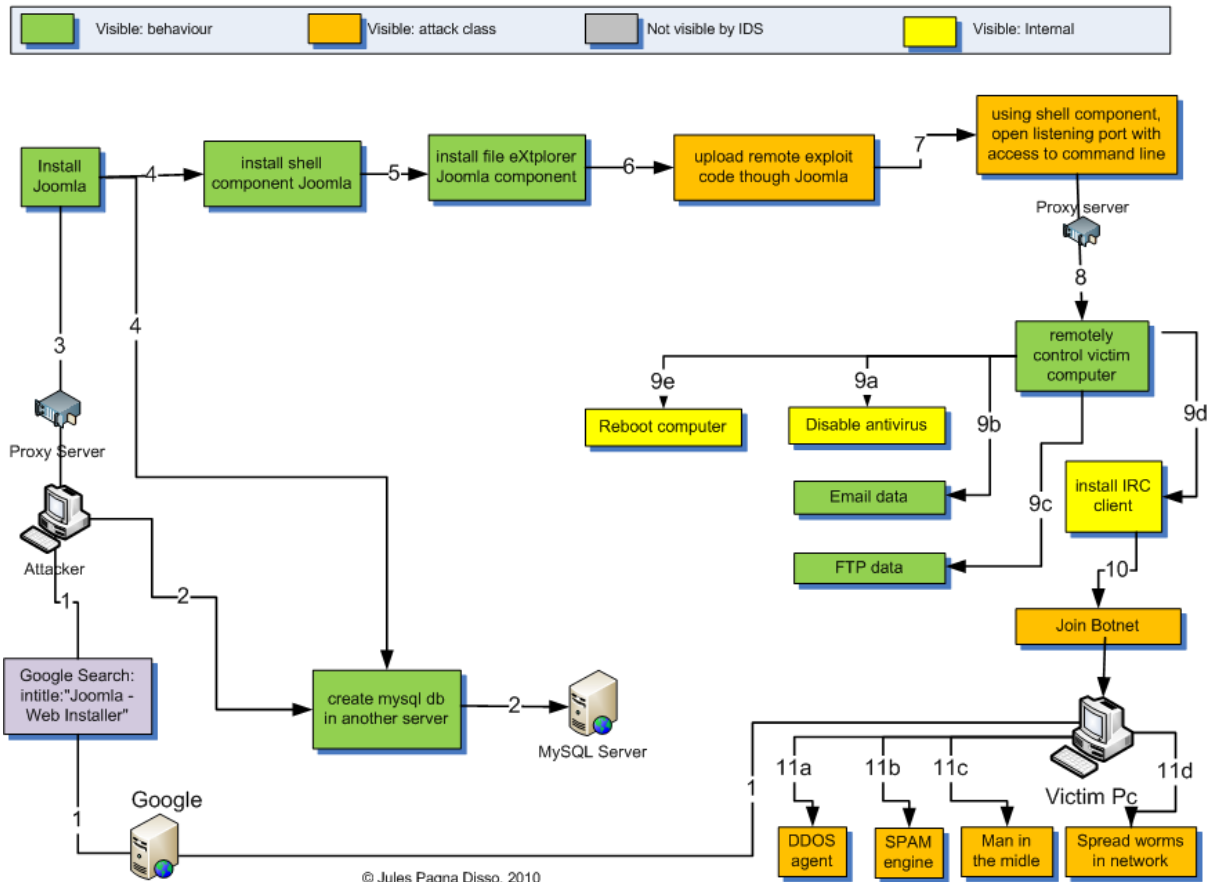 Visible: behaviour
Visible: attack class
Not visible by IDS
Visible: Internal
Install
Joomla
4
install shell
component Joomla
5
install file eXtplorer
Joomla component
6
upload remote exploit
code though Joomla
7
using shell component,
open listening port with
access to command line
Proxy server
8
3
4
remotely
control victim
computer
9e
9a
9b
9d
Reboot computer
Disable antivirus
Proxy Server
Email data
9c
install IRC
client
FTP data
Attacker
10
1
2
Join Botnet
Google Search:
intitle:"Joomla -
Web Installer"
create mysql db
in another server
2
MySQL Server
1
Google
1
11a
11b
11c
11d
Victim Pc
DDOS
agent
SPAM
engine
Man in
the midle
Spread worms
in network
© Jules Pagna Disso, 2010